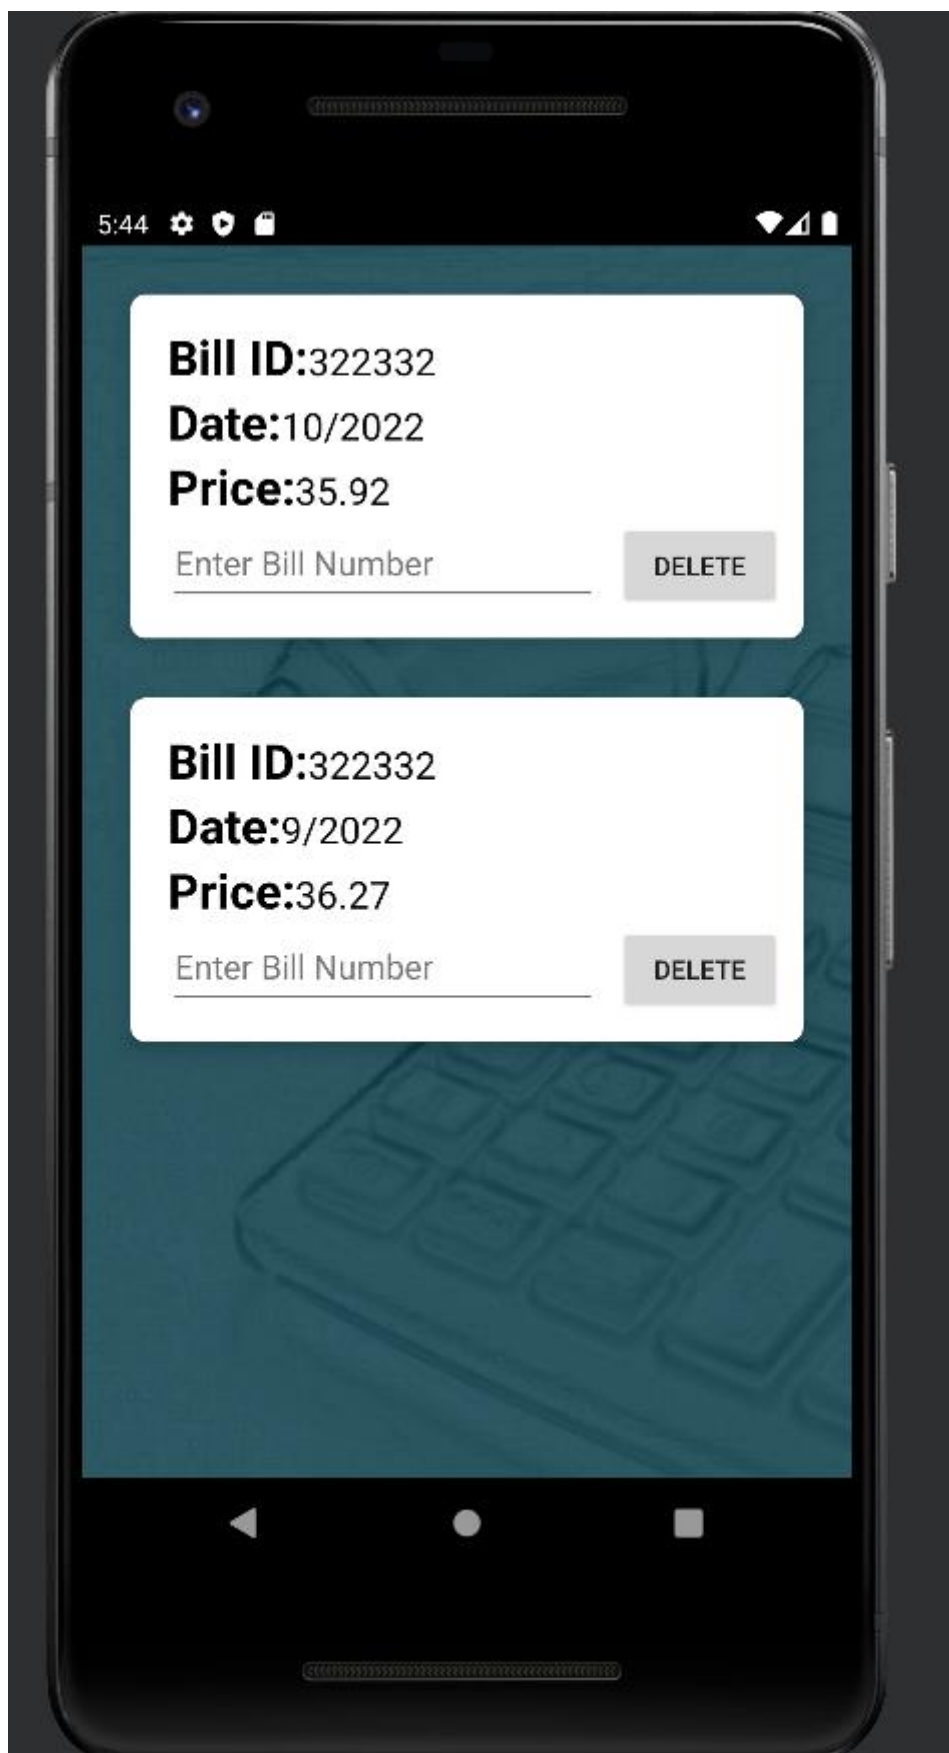 5:44
Bill ID:322332
Date:10/2022
Price:35.92
Enter Bill Number DELETE
Bill ID:322332
Date:9/2022
Price:36.27
Enter Bill Number DELETE